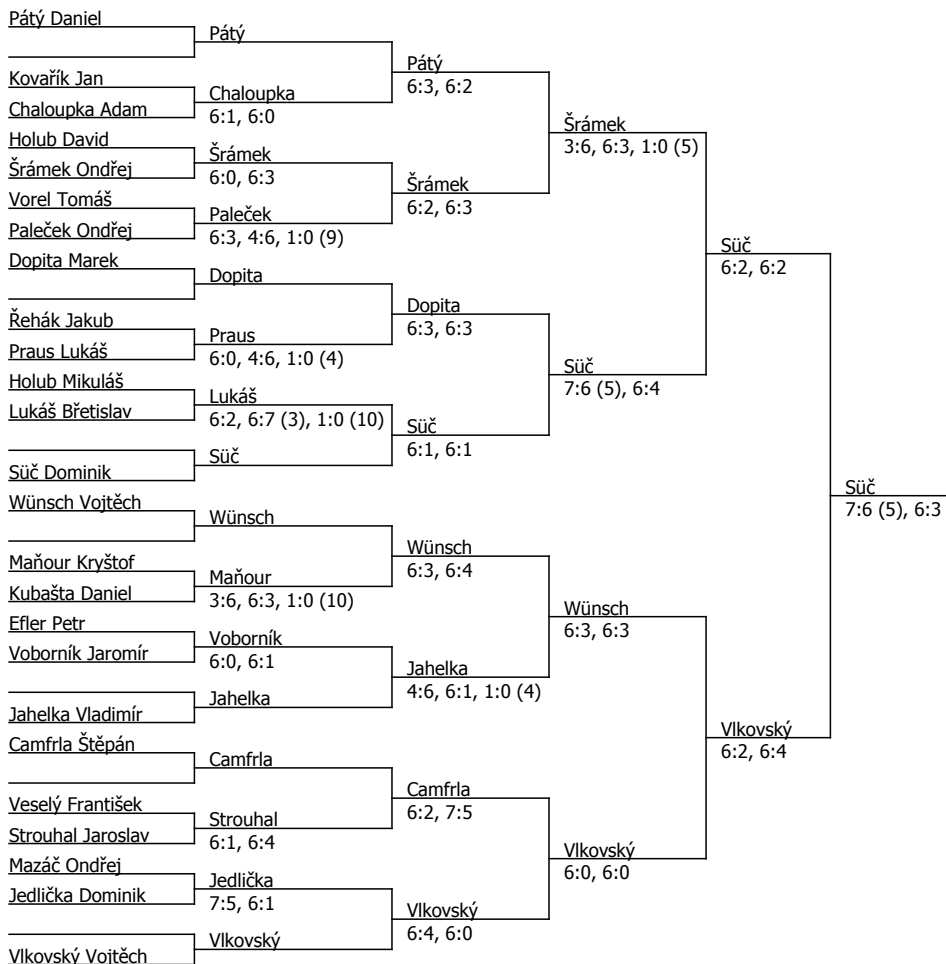 Pátý Daniel
Kovařík Jan
Chaloupka Adam
Holub David
Šrámek Ondřej
Vorel Tomáš
Paleček Ondřej
Dopita Marek
Řehák Jakub
Praus Lukáš
Holub Mikuláš
Lukáš Břetislav
Süč Dominik
Wünsch Vojtěch
Maňour Kryštof
Kubašta Daniel
Efler Petr
Voborník Jaromír
Jahelka Vladimír
Camfrla Štěpán
Veselý František
Strouhal Jaroslav
Mazáč Ondřej
Jedlička Dominik
Vlkovský Vojtěch
Pátý
Chaloupka
6:1, 6:0
Šrámek
6:0, 6:3
Paleček
6:3, 4:6, 1:0 (9)
Dopita
Praus
6:0, 4:6, 1:0 (4)
Lukáš
6:2, 6:7 (3), 1:0 (10)
Süč
Wünsch
Maňour
3:6, 6:3, 1:0 (10)
Voborník
6:0, 6:1
Jahelka
Camfrla
Strouhal
6:1, 6:4
Jedlička
7:5, 6:1
Vlkovský
Pátý
6:3, 6:2
Šrámek
6:2, 6:3
Dopita
6:3, 6:3
Süč
6:1, 6:1
Wünsch
6:3, 6:4
Jahelka
4:6, 6:1, 1:0 (4)
Camfrla
6:2, 7:5
Vlkovský
6:4, 6:0
Šrámek
3:6, 6:3, 1:0 (5)
Süč
7:6 (5), 6:4
Wünsch
6:3, 6:3
Vlkovský
6:0, 6:0
Süč
6:2, 6:2
Vlkovský
6:2, 6:4
Süč
7:6 (5), 6:3